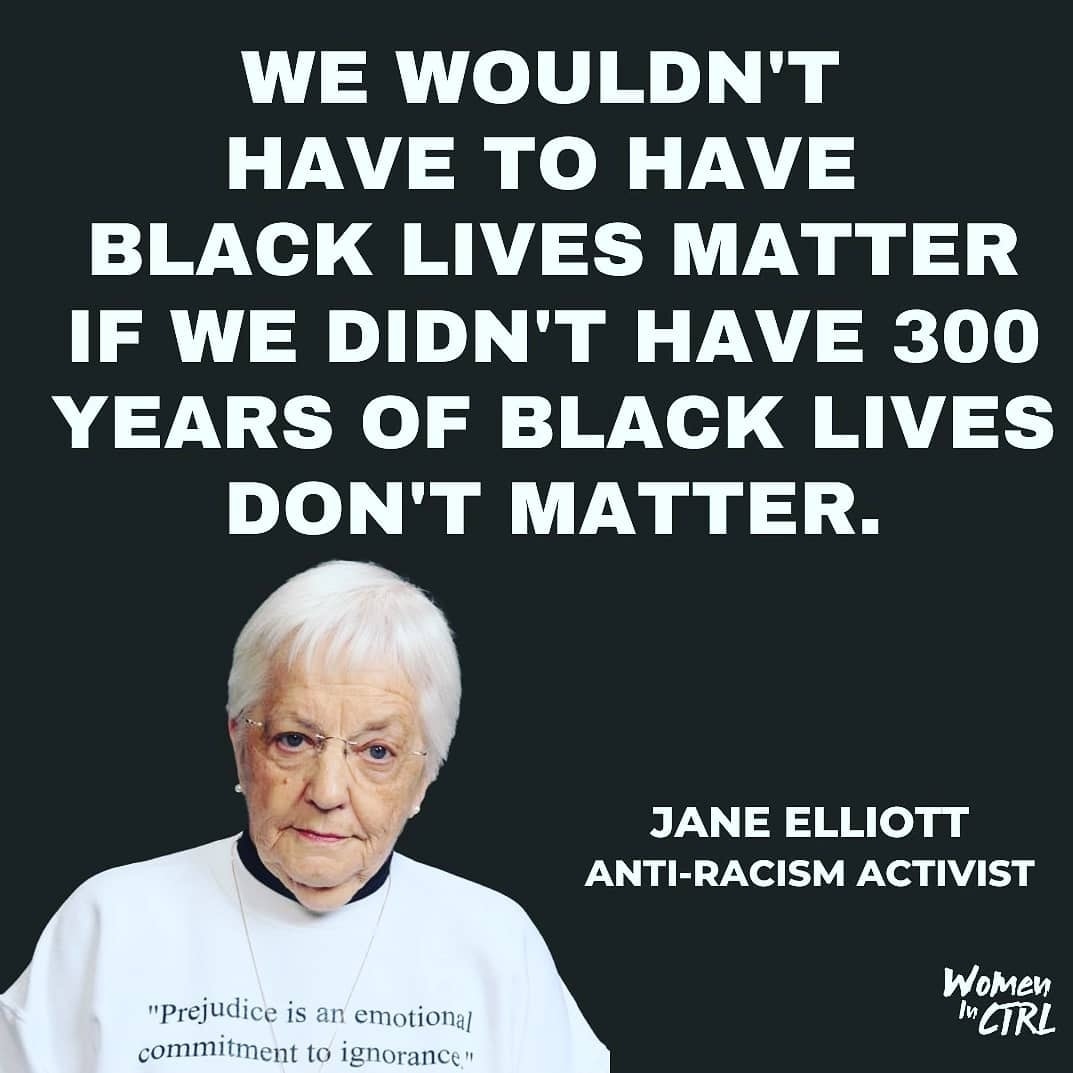 WE WOULDN'T
HAVE TO HAVE
BLACK LIVES MATTER
IF WE DIDN'T HAVE 300
YEARS OF BLACK LIVES
DON'T MATTER.
JANE ELLIOTT
ANTI-RACISM ACTIVIST
"Prejudice is an emotional
commitment to ignorance."
Women
In CTRL